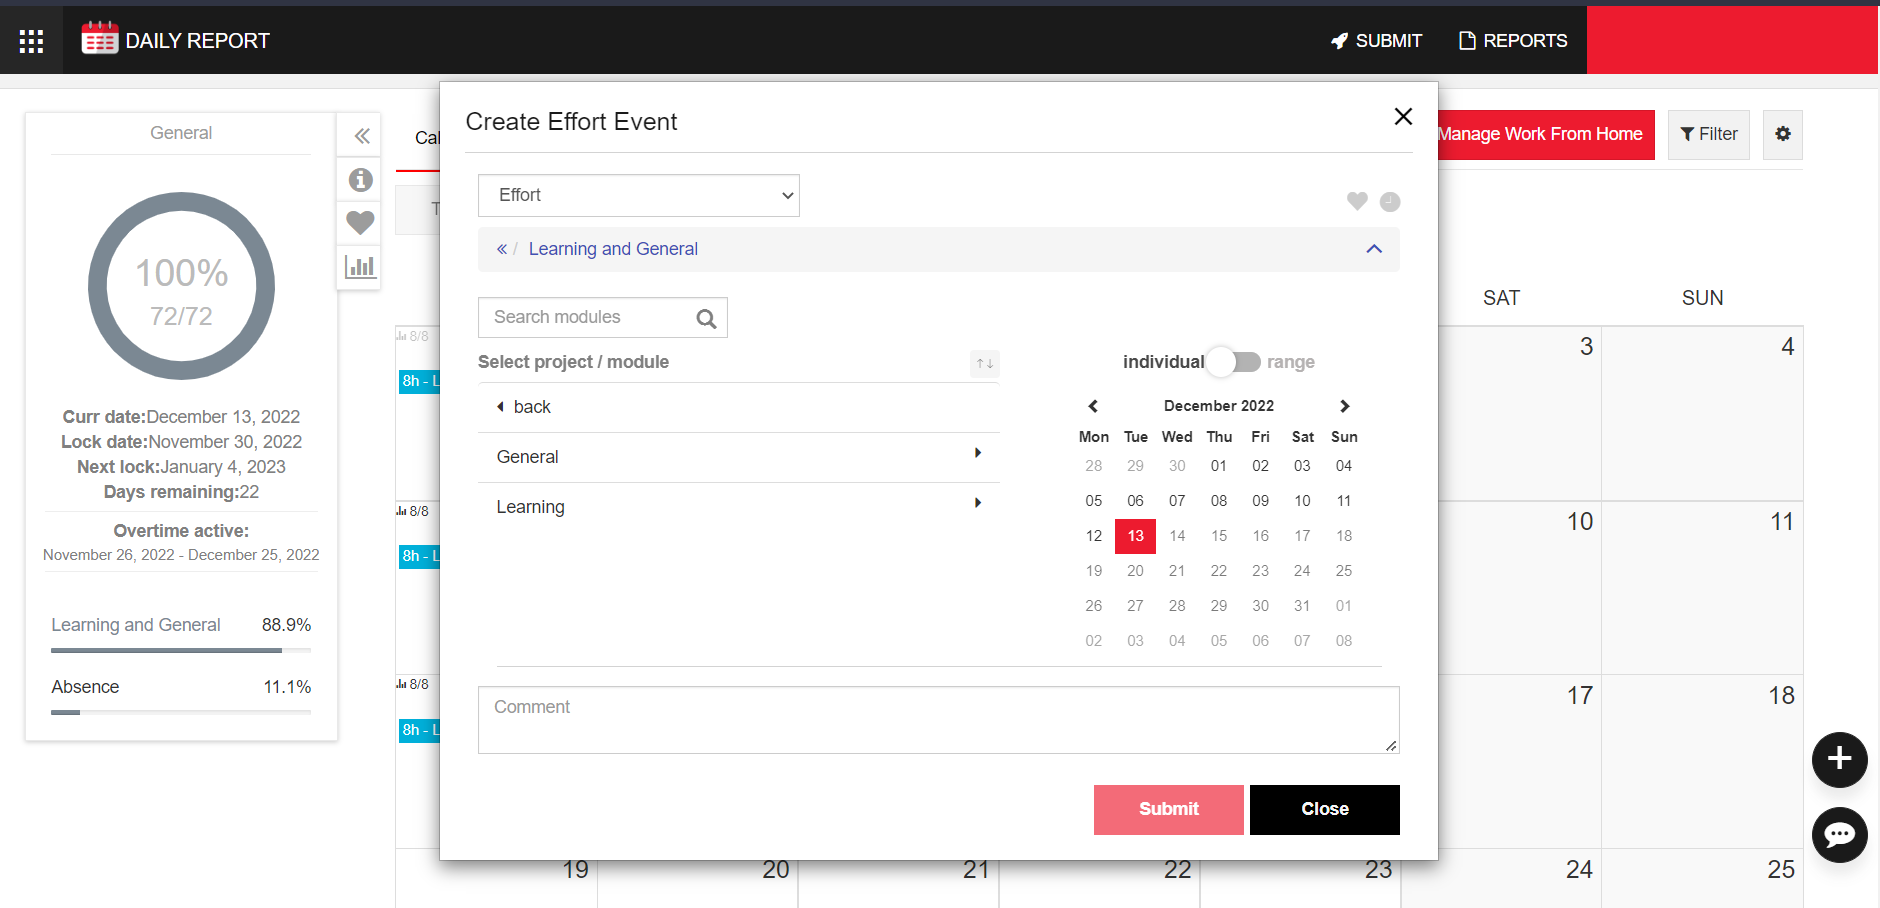 DAILY REPORT
SUBMIT
REPORTS
General
100%
72/72
Curr date:December 13, 2022
Lock date:November 30, 2022
Next lock:January 4, 2023
Days remaining:22
Overtime active:
November 26, 2022 - December 25, 2022
Learning and General 88.9%
Absence 11.1%
Cal
T
Manage Work From Home
Filter
SAT SUN
8/8
8h - L
3 4
8/8
8h - L
10 11
8/8
8h - L
17 18
19 20 21 22 23 24 25
Create Effort Event
Effort
« / Learning and General
Search modules
Select project / module
back
General
Learning
individual range
December 2022
Mon Tue Wed Thu Fri Sat Sun
28 29 30 01 02 03 04
05 06 07 08 09 10 11
12 13 14 15 16 17 18
19 20 21 22 23 24 25
26 27 28 29 30 31 01
02 03 04 05 06 07 08
Comment
Submit Close